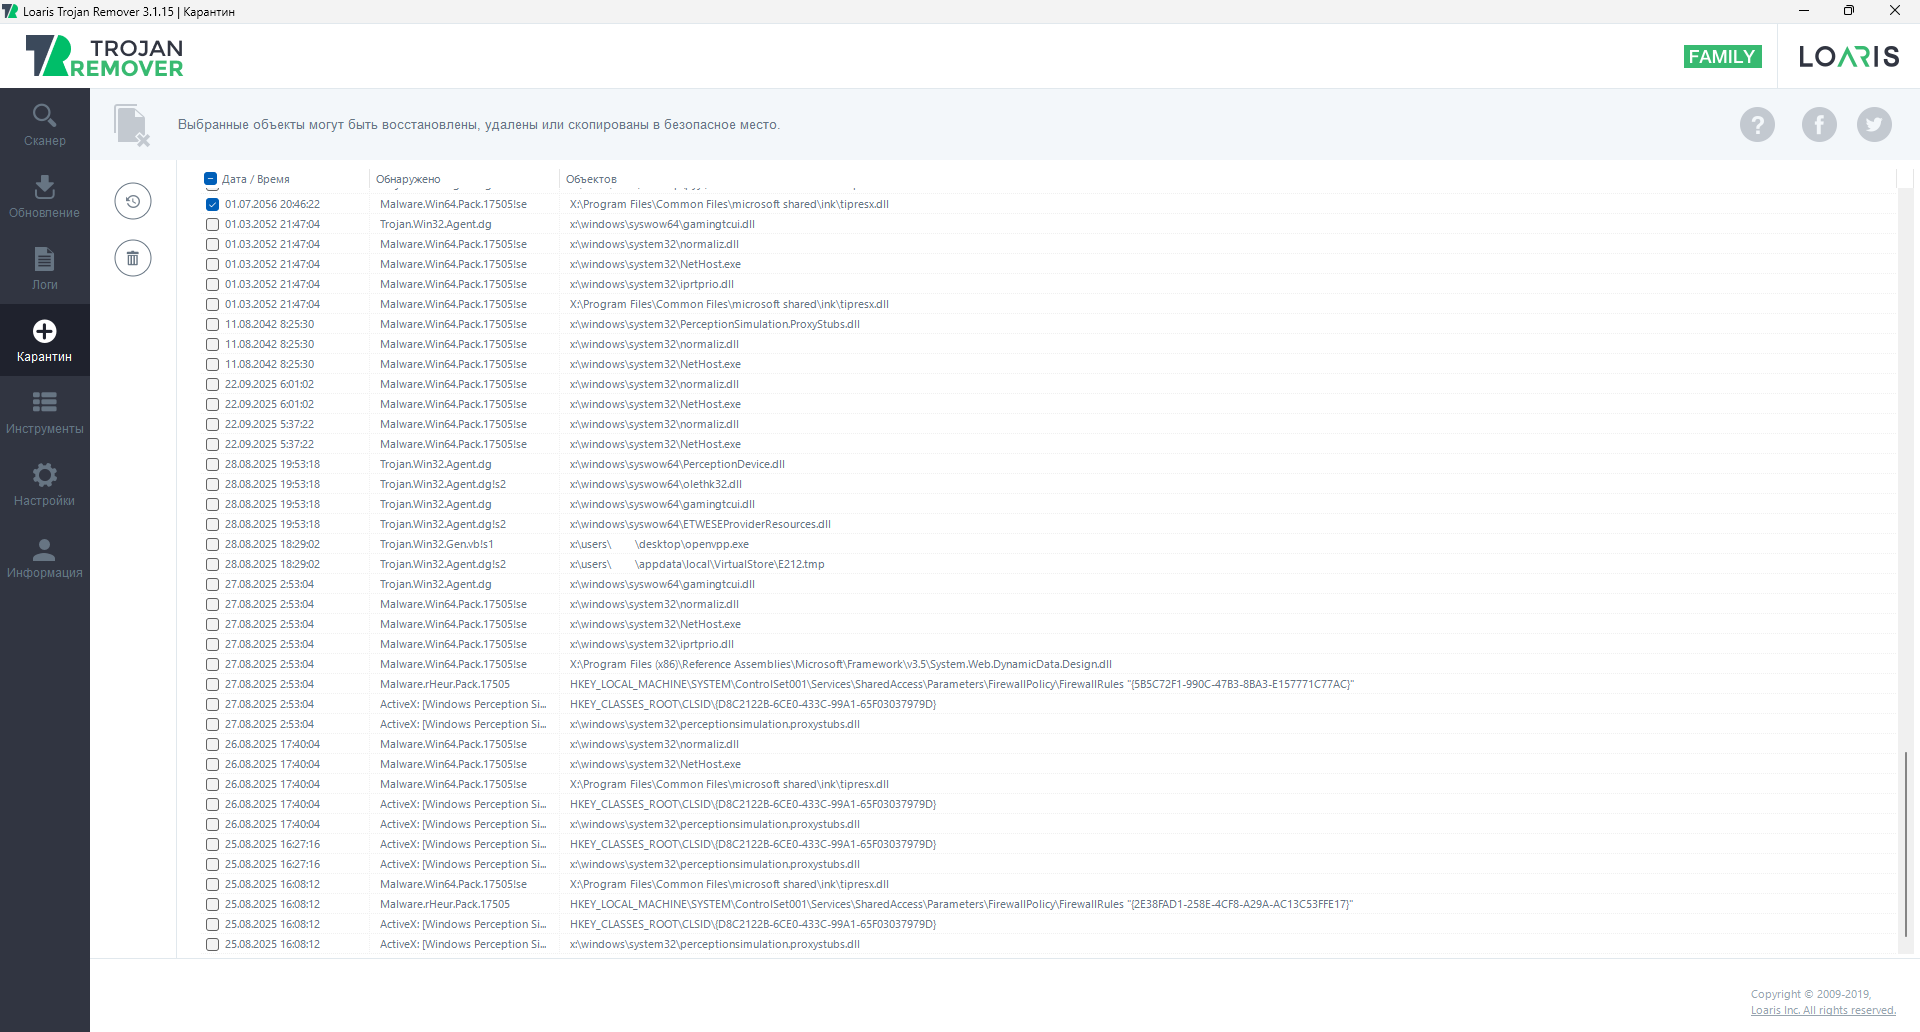 Loaris Trojan Remover 3.1.15 | Карантин
TROJAN
REMOVER
FAMILY
LOARIS
Сканер
Обновление
Логи
Карантин
Инструменты
Настройки
Информация
Выбранные объекты могут быть восстановлены, удалены или скопированы в безопасное место.
Дата / Время Обнаружено Объектов
01.07.2056 20:46:22 Malware.Win64.Pack.17505!se X:\Program Files\Common Files\microsoft shared\ink\tipresx.dll
01.03.2052 21:47:04 Trojan.Win32.Agent.dg x:\windows\syswow64\gamingtcui.dll
01.03.2052 21:47:04 Malware.Win64.Pack.17505!se x:\windows\system32\normaliz.dll
01.03.2052 21:47:04 Malware.Win64.Pack.17505!se x:\windows\system32\NetHost.exe
01.03.2052 21:47:04 Malware.Win64.Pack.17505!se x:\windows\system32\iprtprio.dll
01.03.2052 21:47:04 Malware.Win64.Pack.17505!se X:\Program Files\Common Files\microsoft shared\ink\tipresx.dll
11.08.2042 8:25:30 Malware.Win64.Pack.17505!se x:\windows\system32\PerceptionSimulation.ProxyStubs.dll
11.08.2042 8:25:30 Malware.Win64.Pack.17505!se x:\windows\system32\normaliz.dll
11.08.2042 8:25:30 Malware.Win64.Pack.17505!se x:\windows\system32\NetHost.exe
22.09.2025 6:01:02 Malware.Win64.Pack.17505!se x:\windows\system32\normaliz.dll
22.09.2025 6:01:02 Malware.Win64.Pack.17505!se x:\windows\system32\NetHost.exe
22.09.2025 5:37:22 Malware.Win64.Pack.17505!se x:\windows\system32\normaliz.dll
22.09.2025 5:37:22 Malware.Win64.Pack.17505!se x:\windows\system32\NetHost.exe
28.08.2025 19:53:18 Trojan.Win32.Agent.dg x:\windows\syswow64\PerceptionDevice.dll
28.08.2025 19:53:18 Trojan.Win32.Agent.dg!s2 x:\windows\syswow64\olethk32.dll
28.08.2025 19:53:18 Trojan.Win32.Agent.dg x:\windows\syswow64\gamingtcui.dll
28.08.2025 19:53:18 Trojan.Win32.Agent.dg!s2 x:\windows\syswow64\ETWESEProviderResources.dll
28.08.2025 18:29:02 Trojan.Win32.Gen.vb!s1 x:\users\ \desktop\openvpp.exe
28.08.2025 18:29:02 Trojan.Win32.Agent.dg!s2 x:\users\ \appdata\local\VirtualStore\E212.tmp
27.08.2025 2:53:04 Trojan.Win32.Agent.dg x:\windows\syswow64\gamingtcui.dll
27.08.2025 2:53:04 Malware.Win64.Pack.17505!se x:\windows\system32\normaliz.dll
27.08.2025 2:53:04 Malware.Win64.Pack.17505!se x:\windows\system32\NetHost.exe
27.08.2025 2:53:04 Malware.Win64.Pack.17505!se x:\windows\system32\iprtprio.dll
27.08.2025 2:53:04 Malware.Win64.Pack.17505!se X:\Program Files (x86)\Reference Assemblies\Microsoft\Framework\v3.5\System.Web.DynamicData.Design.dll
27.08.2025 2:53:04 Malware.rHeur.Pack.17505 HKEY_LOCAL_MACHINE\SYSTEM\ControlSet001\Services\SharedAccess\Parameters\FirewallPolicy\FirewallRules "{5B5C72F1-990C-47B3-8BA3-E157771C77AC}"
27.08.2025 2:53:04 ActiveX: [Windows Perception Si... HKEY_CLASSES_ROOT\CLSID\{D8C2122B-6CE0-433C-99A1-65F03037979D}
27.08.2025 2:53:04 ActiveX: [Windows Perception Si... x:\windows\system32\perceptionsimulation.proxystubs.dll
26.08.2025 17:40:04 Malware.Win64.Pack.17505!se x:\windows\system32\normaliz.dll
26.08.2025 17:40:04 Malware.Win64.Pack.17505!se x:\windows\system32\NetHost.exe
26.08.2025 17:40:04 Malware.Win64.Pack.17505!se X:\Program Files\Common Files\microsoft shared\ink\tipresx.dll
26.08.2025 17:40:04 ActiveX: [Windows Perception Si... HKEY_CLASSES_ROOT\CLSID\{D8C2122B-6CE0-433C-99A1-65F03037979D}
26.08.2025 17:40:04 ActiveX: [Windows Perception Si... x:\windows\system32\perceptionsimulation.proxystubs.dll
25.08.2025 16:27:16 ActiveX: [Windows Perception Si... HKEY_CLASSES_ROOT\CLSID\{D8C2122B-6CE0-433C-99A1-65F03037979D}
25.08.2025 16:27:16 ActiveX: [Windows Perception Si... x:\windows\system32\perceptionsimulation.proxystubs.dll
25.08.2025 16:08:12 Malware.Win64.Pack.17505!se X:\Program Files\Common Files\microsoft shared\ink\tipresx.dll
25.08.2025 16:08:12 Malware.rHeur.Pack.17505 HKEY_LOCAL_MACHINE\SYSTEM\ControlSet001\Services\SharedAccess\Parameters\FirewallPolicy\FirewallRules "{2E38FAD1-258E-4CF8-A29A-AC13C53FFE17}"
25.08.2025 16:08:12 ActiveX: [Windows Perception Si... HKEY_CLASSES_ROOT\CLSID\{D8C2122B-6CE0-433C-99A1-65F03037979D}
25.08.2025 16:08:12 ActiveX: [Windows Perception Si... x:\windows\system32\perceptionsimulation.proxystubs.dll
Copyright © 2009-2019,
Loaris Inc. All rights reserved.